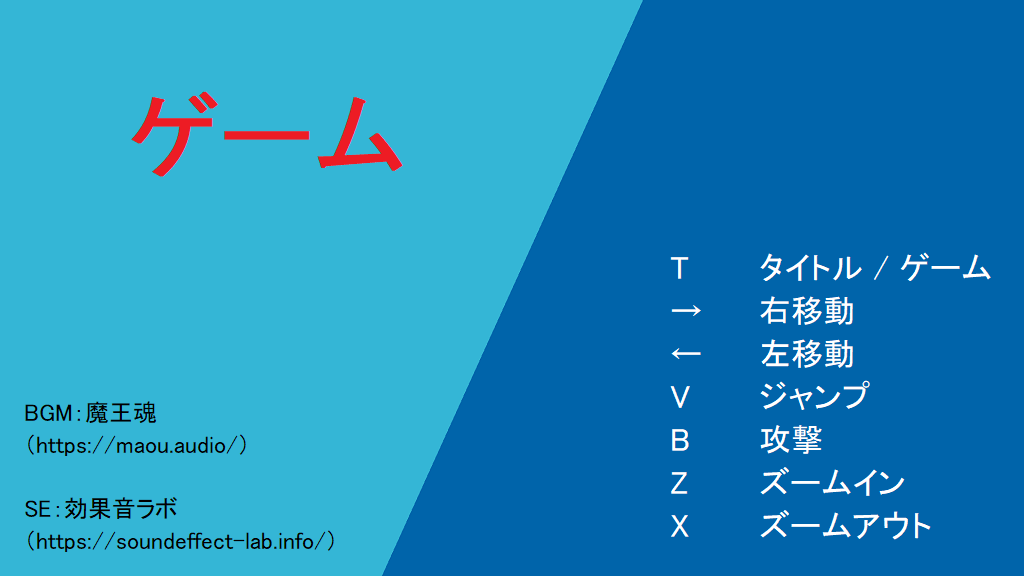 ゲーム
T タイトル / ゲーム
→ 右移動
← 左移動
V ジャンプ
B 攻撃
Z ズームイン
X ズームアウト
BGM：魔王魂
（https://maou.audio/）
SE：効果音ラボ
（https://soundeffect-lab.info/）